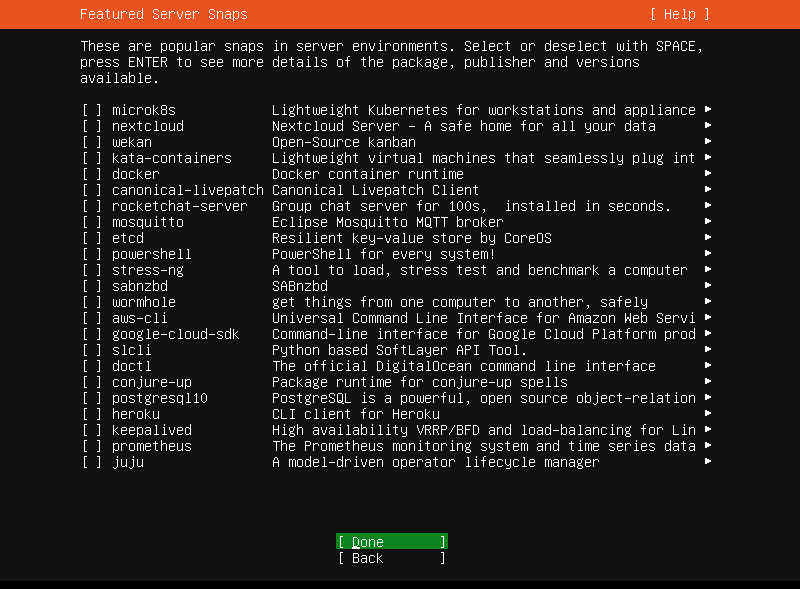 Featured Server Snaps [ Help ]
These are popular snaps in server environments. Select or deselect with SPACE,
press ENTER to see more details of the package, publisher and versions
available.
[ ] microk8s Lightweight Kubernetes for workstations and appliance ►
[ ] nextcloud Nextcloud Server - A safe home for all your data ►
[ ] wekan Open-Source kanban ►
[ ] kata-containers Lightweight virtual machines that seamlessly plug int ►
[ ] docker Docker container runtime ►
[ ] canonical-livepatch Canonical Livepatch Client ►
[ ] rocketchat-server Group chat server for 100s,  installed in seconds. ►
[ ] mosquitto Eclipse Mosquitto MQTT broker ►
[ ] etcd Resilient key-value store by CoreOS ►
[ ] powershell PowerShell for every system! ►
[ ] stress-ng A tool to load, stress test and benchmark a computer ►
[ ] sabnzbd SABnzbd ►
[ ] wormhole get things from one computer to another, safely ►
[ ] aws-cli Universal Command Line Interface for Amazon Web Servi ►
[ ] google-cloud-sdk Command-line interface for Google Cloud Platform prod ►
[ ] slcli Python based SoftLayer API Tool. ►
[ ] doctl The official DigitalOcean command line interface ►
[ ] conjure-up Package runtime for conjure-up spells ►
[ ] postgresql10 PostgreSQL is a powerful, open source object-relation ►
[ ] heroku CLI client for Heroku ►
[ ] keepalived High availability VRRP/BFD and load-balancing for Lin ►
[ ] prometheus The Prometheus monitoring system and time series data ►
[ ] juju A model-driven operator lifecycle manager ►
[ Done ]
[ Back ]